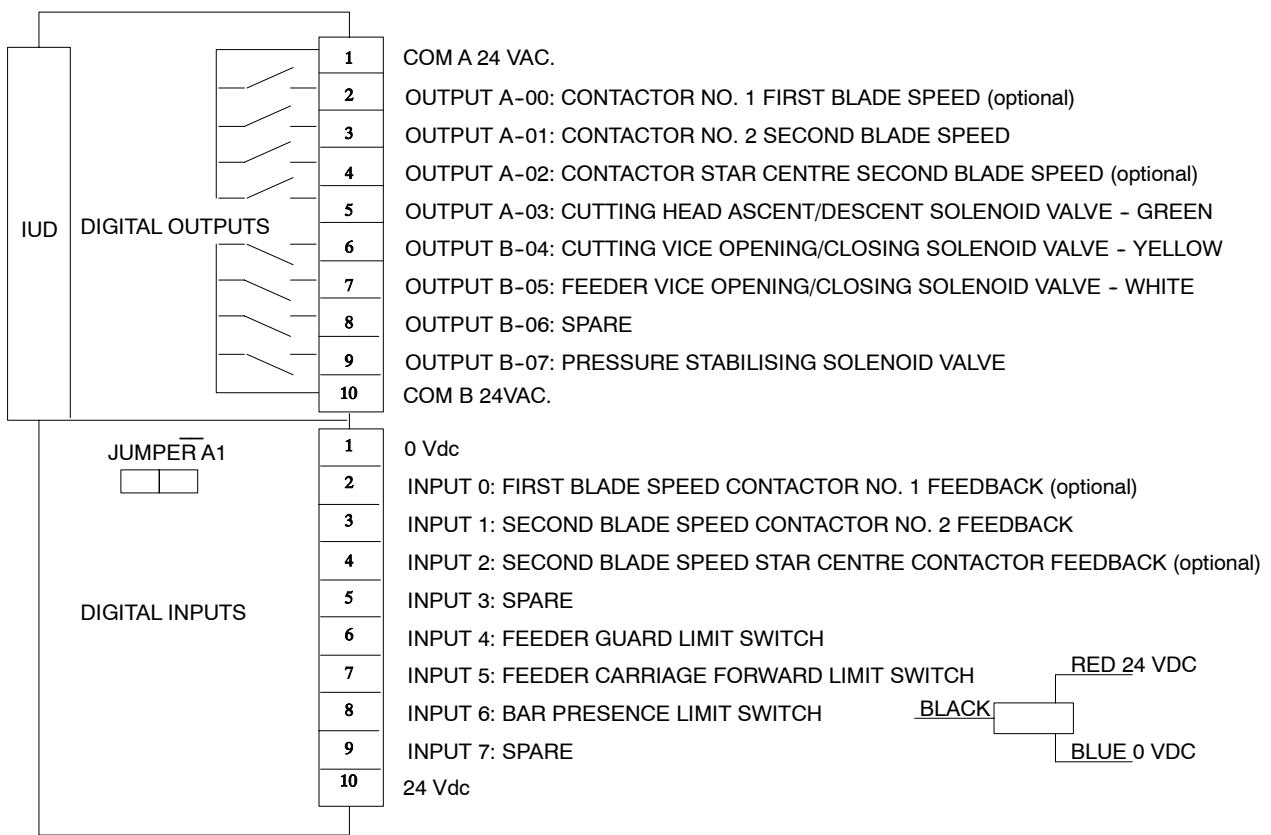 IUD
DIGITAL OUTPUTS
1 COM A 24 VAC.
2 OUTPUT A-00: CONTACTOR NO. 1 FIRST BLADE SPEED (optional)
3 OUTPUT A-01: CONTACTOR NO. 2 SECOND BLADE SPEED
4 OUTPUT A-02: CONTACTOR STAR CENTRE SECOND BLADE SPEED (optional)
5 OUTPUT A-03: CUTTING HEAD ASCENT/DESCENT SOLENOID VALVE - GREEN
6 OUTPUT B-04: CUTTING VICE OPENING/CLOSING SOLENOID VALVE - YELLOW
7 OUTPUT B-05: FEEDER VICE OPENING/CLOSING SOLENOID VALVE - WHITE
8 OUTPUT B-06: SPARE
9 OUTPUT B-07: PRESSURE STABILISING SOLENOID VALVE
10 COM B 24VAC.
JUMPER A1
DIGITAL INPUTS
1 0 Vdc
2 INPUT 0: FIRST BLADE SPEED CONTACTOR NO. 1 FEEDBACK (optional)
3 INPUT 1: SECOND BLADE SPEED CONTACTOR NO. 2 FEEDBACK
4 INPUT 2: SECOND BLADE SPEED STAR CENTRE CONTACTOR FEEDBACK (optional)
5 INPUT 3: SPARE
6 INPUT 4: FEEDER GUARD LIMIT SWITCH
7 INPUT 5: FEEDER CARRIAGE FORWARD LIMIT SWITCH
8 INPUT 6: BAR PRESENCE LIMIT SWITCH
9 INPUT 7: SPARE
10 24 Vdc
RED 24 VDC
BLACK
BLUE 0 VDC